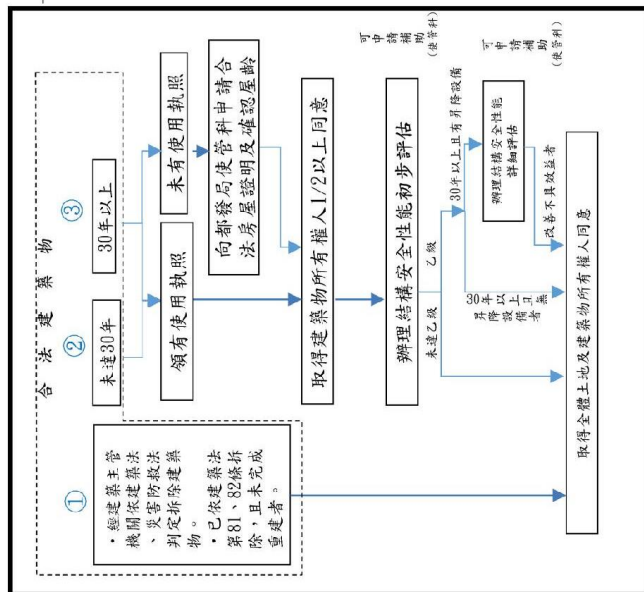 合法建築物
①
・經建築主管
機關依建築法
、災害防救法
判定拆除建築
物。
・已依建築法
第81、82條拆
除，且未完成
重建者。
②
未達30年
③
30年以上
領有使用執照
未有使用執照
向都發局使管科申請合
法房屋證明及確認屋齡
取得建築物所有權人1/2以上同意
辦理結構安全性能初步評估
可申請補助
(使管科)
未達乙級
乙級
30年以上且無
昇降設備者
30年以上且有昇降設備
辦理結構安全性能
詳細評估
可申請補助
(使管科)
改善不具效益者
取得全體土地及建築物所有權人同意